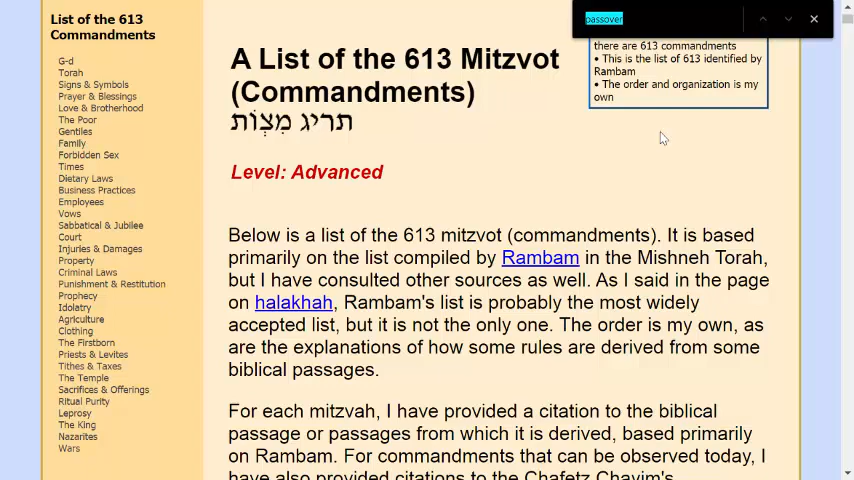 List of the 613
Commandments
G-d
Torah
Signs & Symbols
Prayer & Blessings
Love & Brotherhood
The Poor
Gentiles
Family
Forbidden Sex
Times
Dietary Laws
Business Practices
Employees
Vows
Sabbatical & Jubilee
Court
Injuries & Damages
Property
Criminal Laws
Punishment & Restitution
Prophecy
Idolatry
Agriculture
Clothing
The Firstborn
Priests & Levites
Tithes & Taxes
The Temple
Sacrifices & Offerings
Ritual Purity
Leprosy
The King
Nazarites
Wars
passover
there are 613 commandments
• This is the list of 613 identified by
Rambam
• The order and organization is my
own
A List of the 613 Mitzvot
(Commandments)
תריג מִצְוֹת
Level: Advanced
Below is a list of the 613 mitzvot (commandments). It is based
primarily on the list compiled by Rambam in the Mishneh Torah,
but I have consulted other sources as well. As I said in the page
on halakhah, Rambam's list is probably the most widely
accepted list, but it is not the only one. The order is my own, as
are the explanations of how some rules are derived from some
biblical passages.
For each mitzvah, I have provided a citation to the biblical
passage or passages from which it is derived, based primarily
on Rambam. For commandments that can be observed today, I
have also provided citations to the Chafetz Chayim's